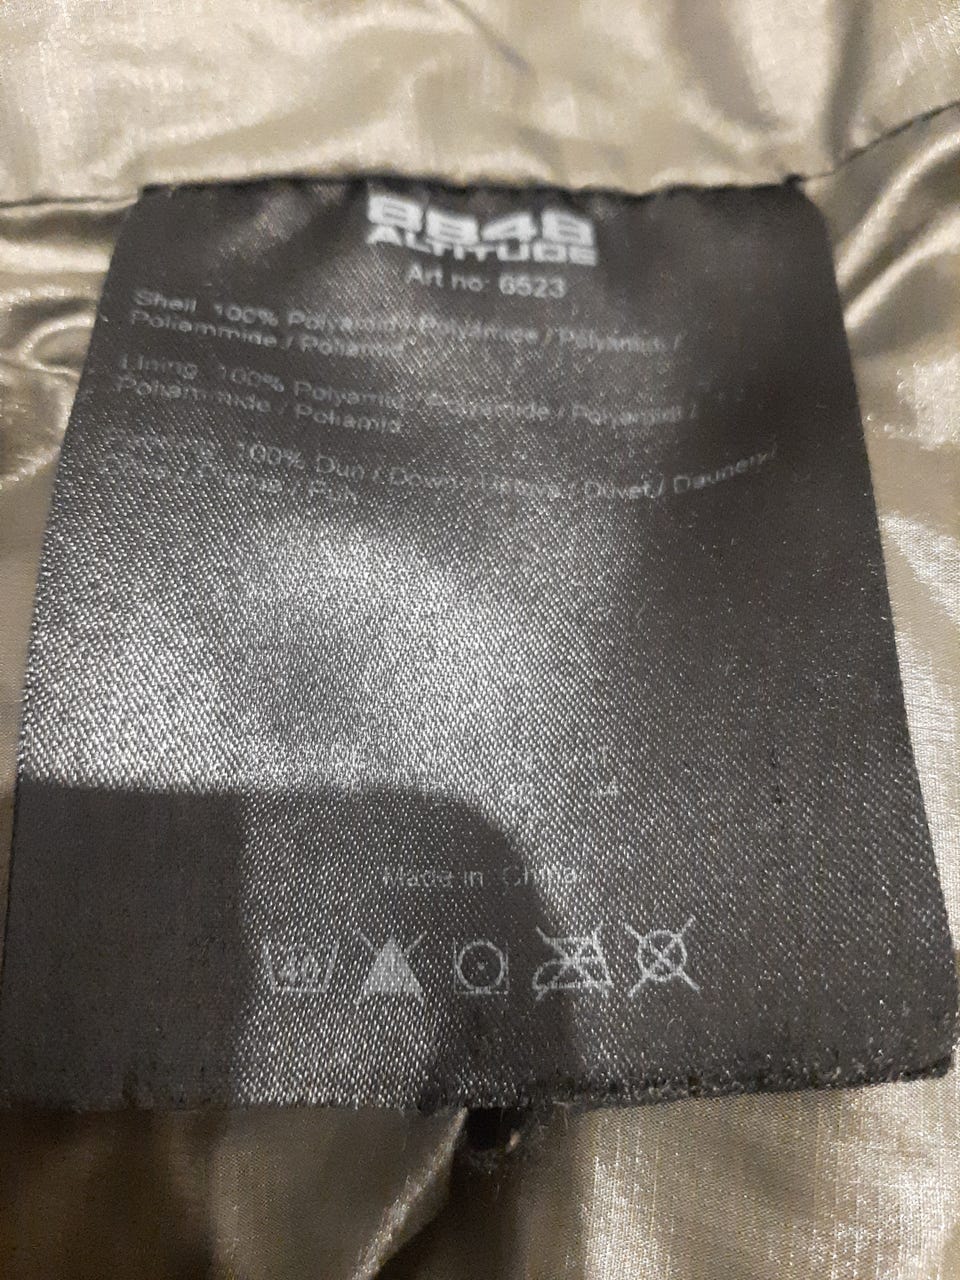 8848
ALTITUDE
Art no: 6523
Shell 100% Polyamid / Polyamide / Polyamid /
Poliammide / Poliamid
Lining 100% Polyamid / Polyamide / Polyamid /
Poliammide / Poliamid
100% Dun / Down / / Duvet / Daunen /
Made in China
40